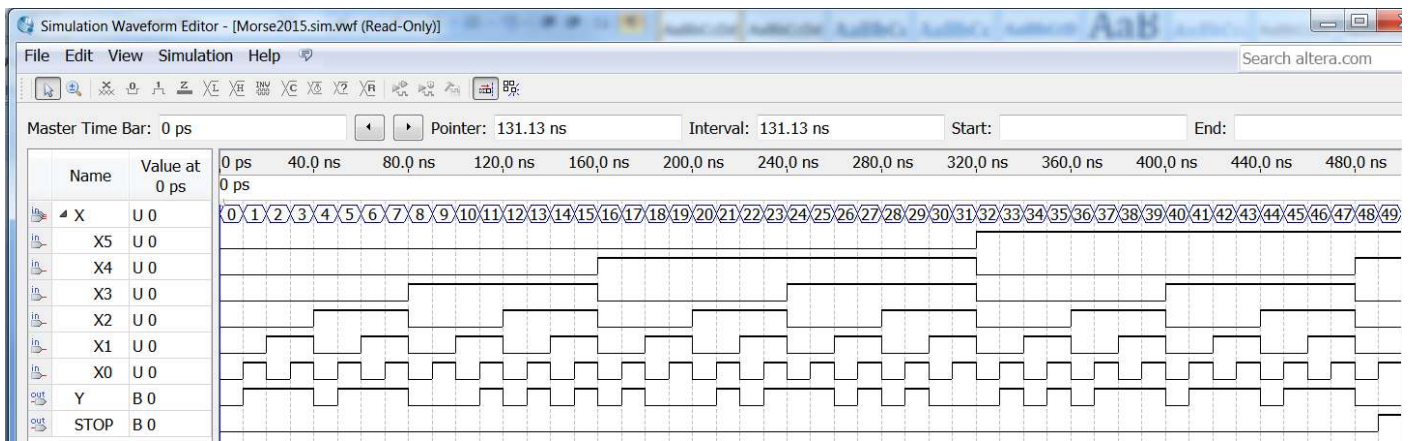 Simulation Waveform Editor - [Morse2015.sim.vwf (Read-Only)]
File Edit View Simulation Help
Search altera.com
Master Time Bar: 0 ps Pointer: 131.13 ns Interval: 131.13 ns Start: End:
Name Value at 0 ps
0 ps 40.0 ns 80.0 ns 120.0 ns 160.0 ns 200.0 ns 240.0 ns 280.0 ns 320.0 ns 360.0 ns 400.0 ns 440.0 ns 480.0 ns
0 ps
X U 0 0 1 2 3 4 5 6 7 8 9 10 11 12 13 14 15 16 17 18 19 20 21 22 23 24 25 26 27 28 29 30 31 32 33 34 35 36 37 38 39 40 41 42 43 44 45 46 47 48 49
X5 U 0
X4 U 0
X3 U 0
X2 U 0
X1 U 0
X0 U 0
Y B 0
STOP B 0